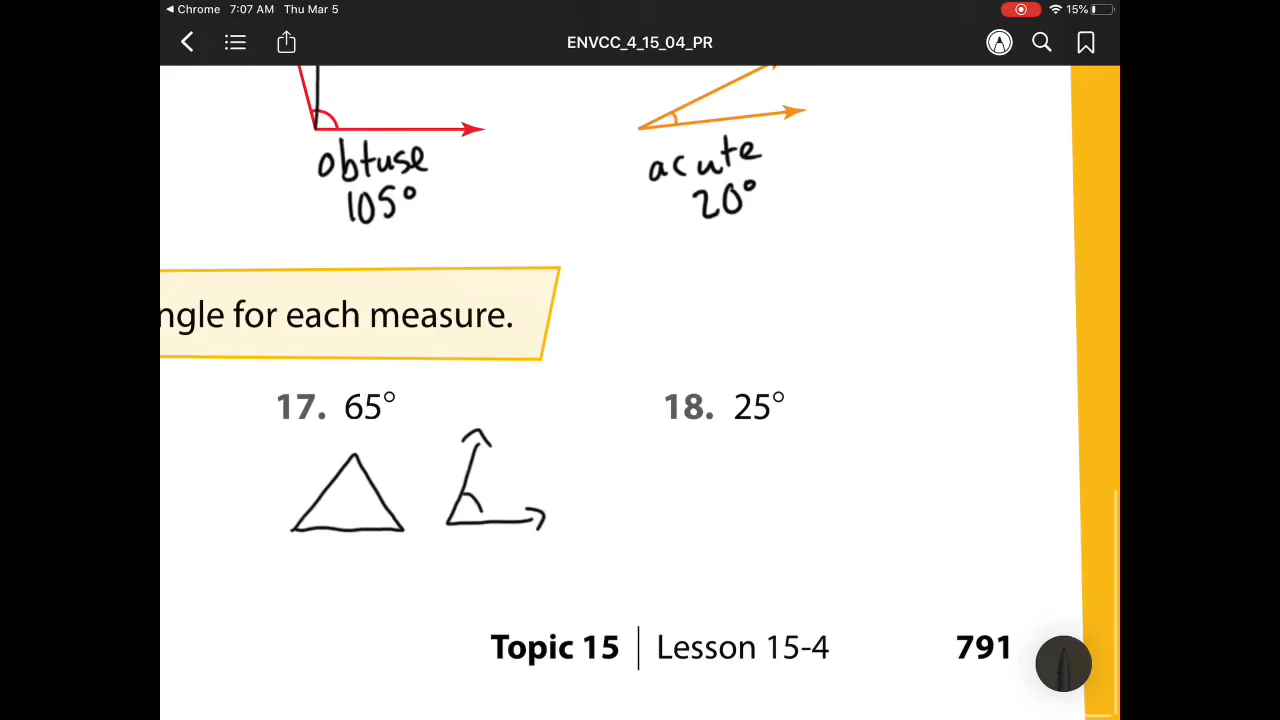 Chrome 7:07 AM Thu Mar 5 15%
ENVCC_4_15_04_PR
obtuse
105°
acute
20°
ngle for each measure.
17. 65°
18. 25°
Topic 15 | Lesson 15-4 791